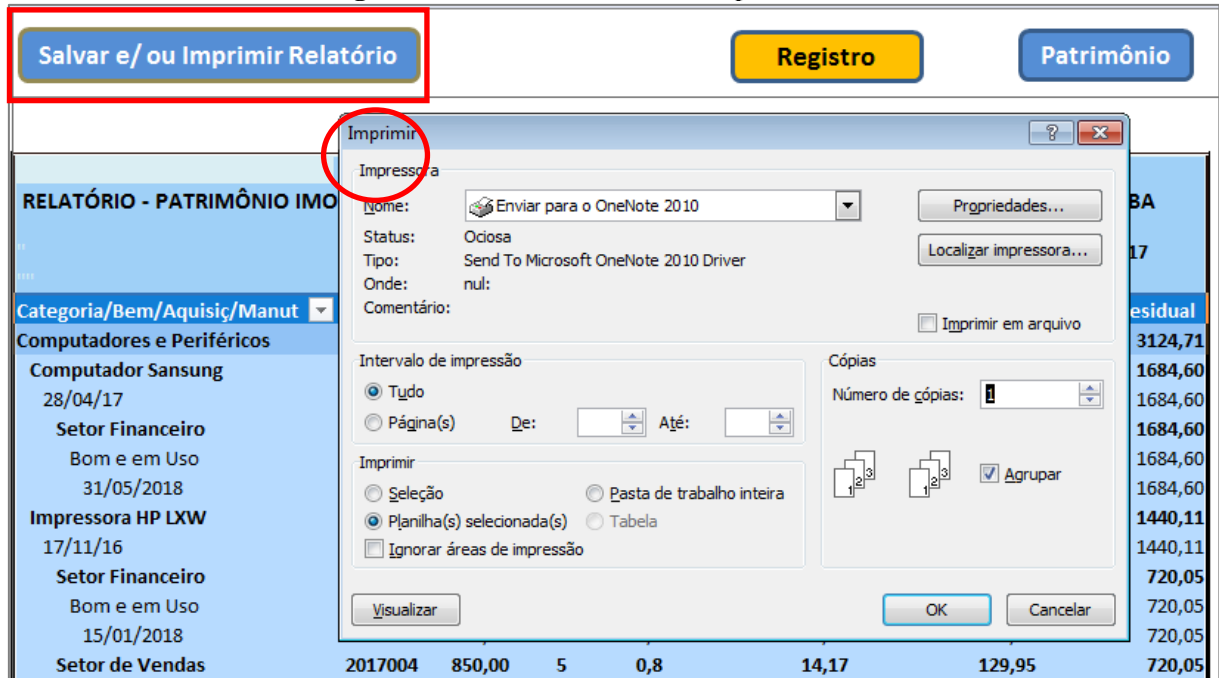 Salvar e/ ou Imprimir Relatório
Registro
Patrimônio
Imprimir
Impressora
Nome: Enviar para o OneNote 2010
Propriedades...
Status: Ociosa
Localizar impressora...
Tipo: Send To Microsoft OneNote 2010 Driver
Onde: nul:
Comentário:
Imprimir em arquivo
Intervalo de impressão
Tudo
Página(s) De: Até:
Cópias
Número de cópias: 1
1 2 3 1 2 3
Agrupar
Imprimir
Seleção
Pasta de trabalho inteira
Planilha(s) selecionada(s)
Tabela
Ignorar áreas de impressão
Visualizar
OK
Cancelar
RELATÓRIO - PATRIMÔNIO IMO
BA
17
Categoria/Bem/Aquisiç/Manut esidual
Computadores e Periféricos 3124,71
Computador Sansung 1684,60
28/04/17 1684,60
Setor Financeiro 1684,60
Bom e em Uso 1684,60
31/05/2018 1684,60
Impressora HP LXW 1440,11
17/11/16 1440,11
Setor Financeiro 720,05
Bom e em Uso 720,05
15/01/2018 720,05
Setor de Vendas 2017004 850,00 5 0,8 14,17 129,95 720,05